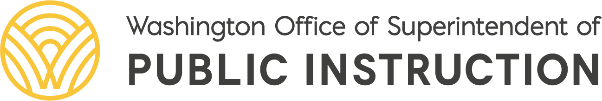 Washington Office of Superintendent of
PUBLIC INSTRUCTION